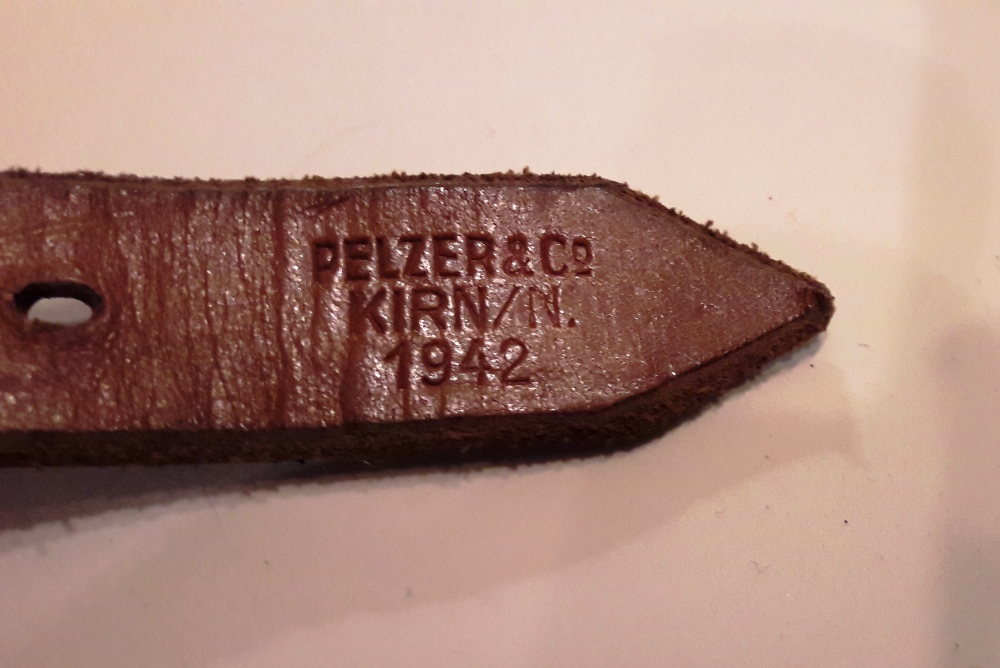 PELZER & Cº
KIRN/N.
1942